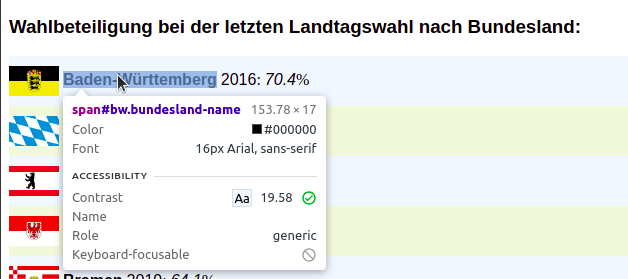 Wahlbeteiligung bei der letzten Landtagswahl nach Bundesland:
Baden-Württemberg 2016: 70.4%
span#bw.bundesland-name 153.78 × 17
Color #000000
Font 16px Arial, sans-serif
ACCESSIBILITY
Contrast Aa 19.58
Name
Role generic
Keyboard-focusable
Bremen 2019: 64.1%